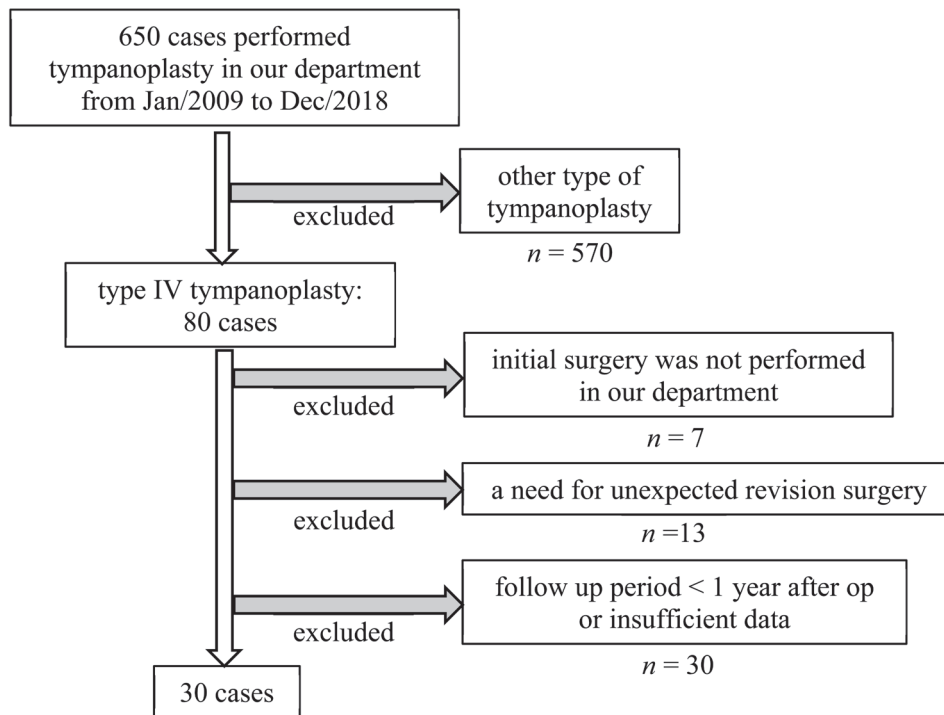 650 cases performed
tympanoplasty in our department
from Jan/2009 to Dec/2018
excluded
other type of
tympanoplasty
n = 570
type IV tympanoplasty:
80 cases
excluded
initial surgery was not performed
in our department
n = 7
excluded
a need for unexpected revision surgery
n =13
excluded
follow up period < 1 year after op
or insufficient data
n = 30
30 cases